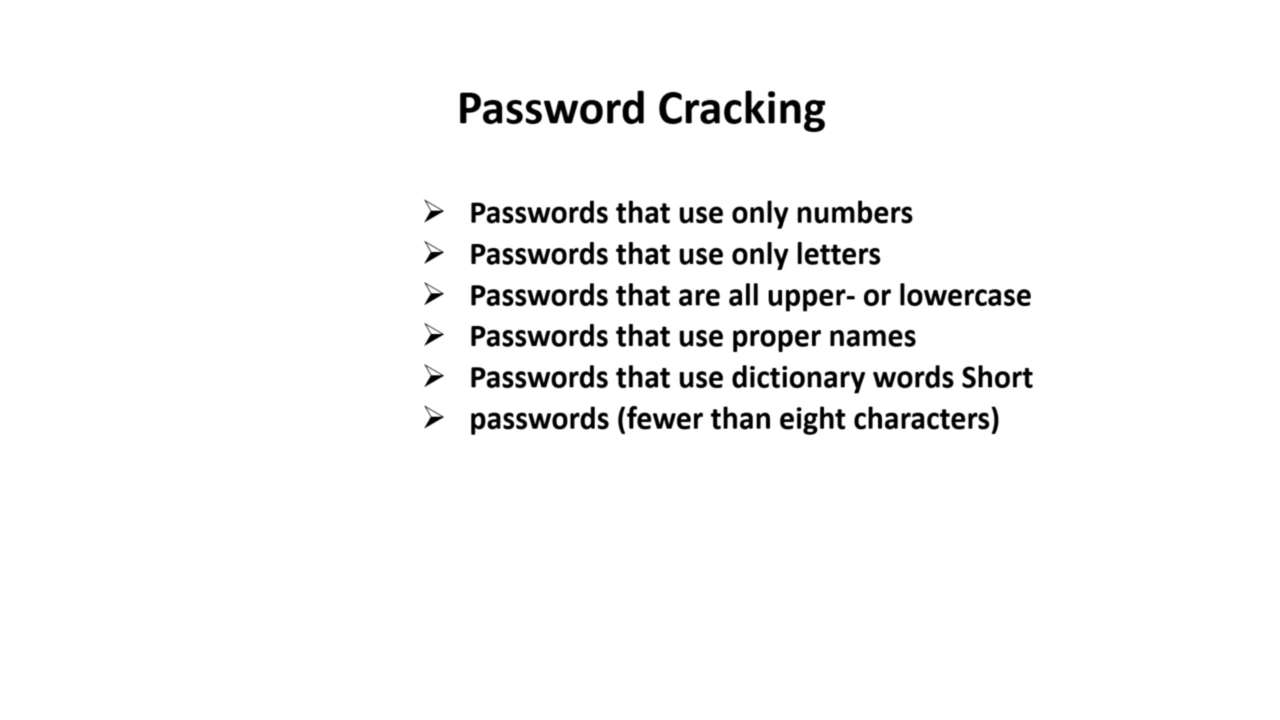 Password Cracking
➢ Passwords that use only numbers
➢ Passwords that use only letters
➢ Passwords that are all upper- or lowercase
➢ Passwords that use proper names
➢ Passwords that use dictionary words Short
➢ passwords (fewer than eight characters)